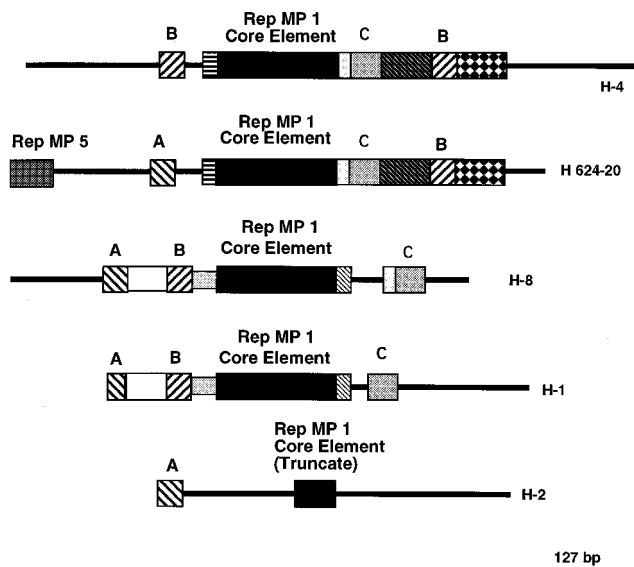 Rep MP 1
Core Element
B
C
B
H-4
Rep MP 5
A
Rep MP 1
Core Element
C
B
H 624-20
A
B
Rep MP 1
Core Element
C
H-8
A
B
Rep MP 1
Core Element
C
H-1
A
Rep MP 1
Core Element
(Truncate)
H-2
127 bp